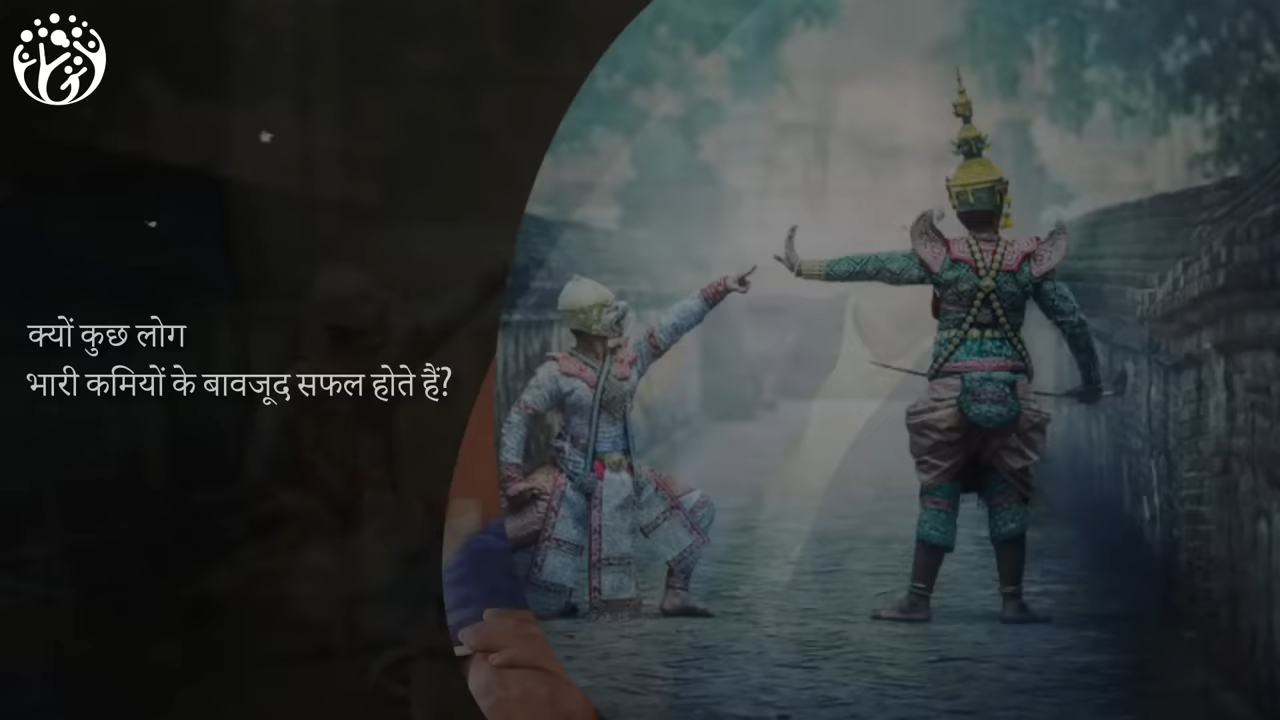 क्यों कुछ लोग
भारी कमियों के बावजूद सफल होते हैं?